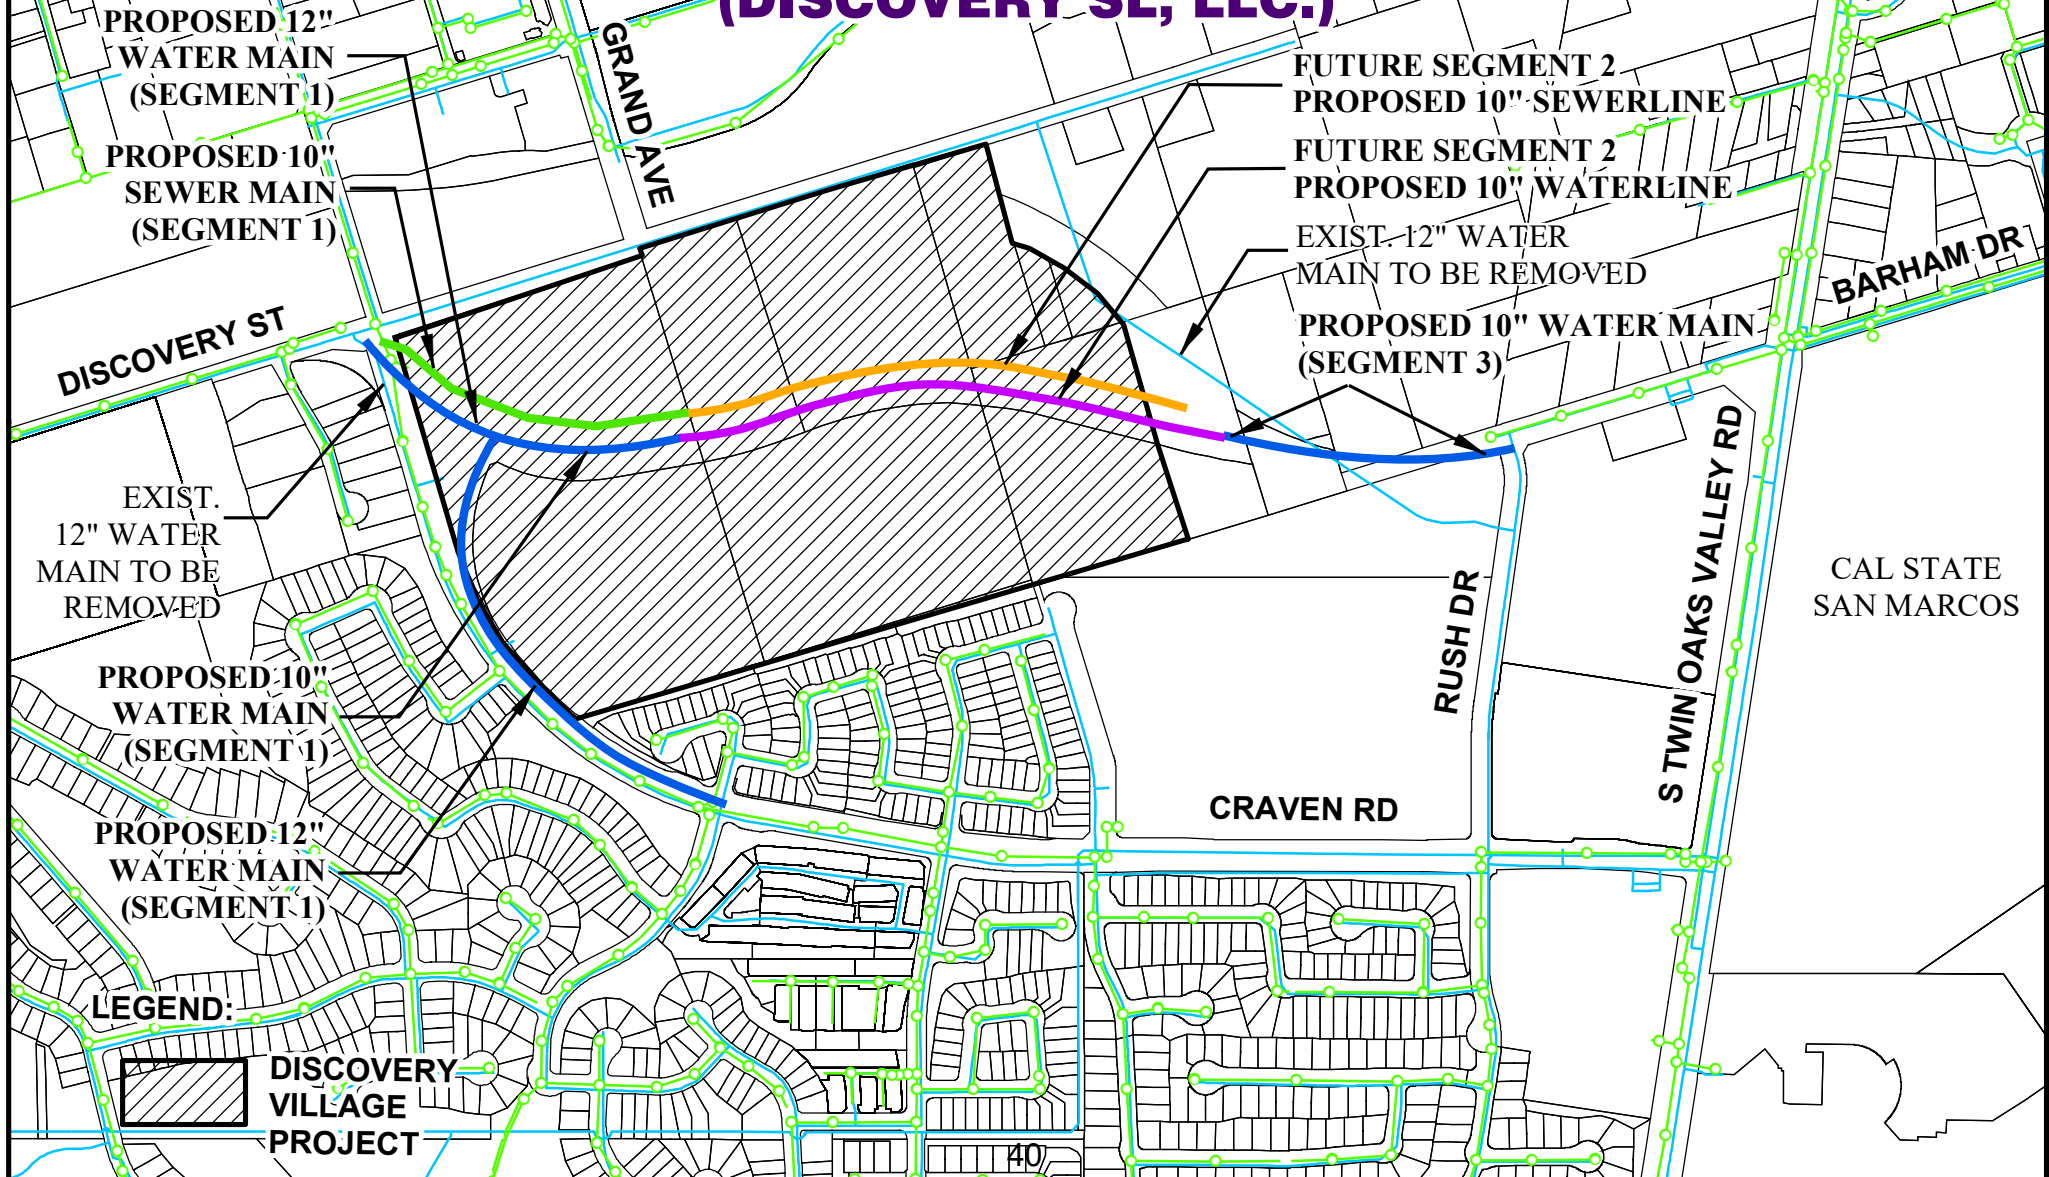 (DISCOVERY SL, LLC.)
PROPOSED 12"
WATER MAIN
(SEGMENT 1)
PROPOSED 10"
SEWER MAIN
(SEGMENT 1)
GRAND AVE
FUTURE SEGMENT 2
PROPOSED 10" SEWERLINE
FUTURE SEGMENT 2
PROPOSED 10" WATERLINE
EXIST. 12" WATER
MAIN TO BE REMOVED
PROPOSED 10" WATER MAIN
(SEGMENT 3)
BARHAM DR
DISCOVERY ST
EXIST.
12" WATER
MAIN TO BE
REMOVED
PROPOSED 10"
WATER MAIN
(SEGMENT 1)
PROPOSED 12"
WATER MAIN
(SEGMENT 1)
RUSH DR
S TWIN OAKS VALLEY RD
CAL STATE
SAN MARCOS
CRAVEN RD
LEGEND:
DISCOVERY
VILLAGE
PROJECT
40